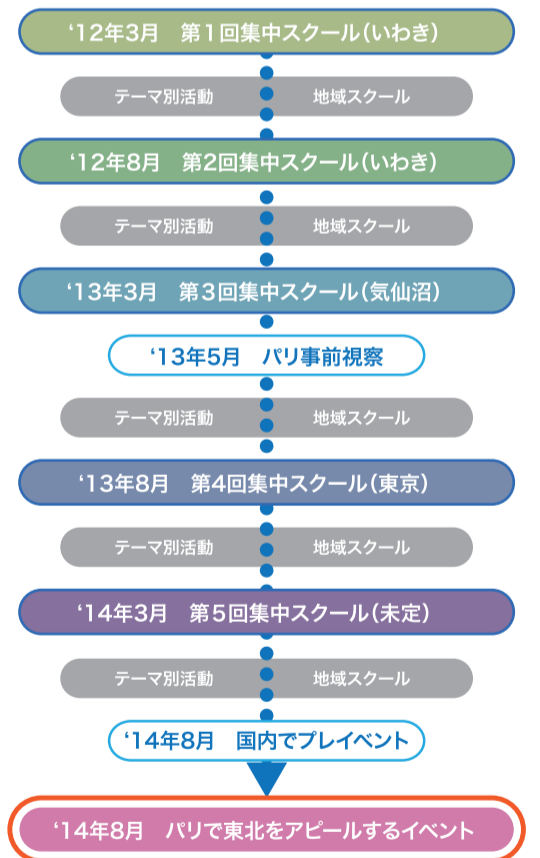 ‘12年3月　第1回集中スクール（いわき）
テーマ別活動　地域スクール
‘12年8月　第2回集中スクール（いわき）
テーマ別活動　地域スクール
‘13年3月　第3回集中スクール（気仙沼）
‘13年5月　パリ事前視察
テーマ別活動　地域スクール
‘13年8月　第4回集中スクール（東京）
テーマ別活動　地域スクール
‘14年3月　第5回集中スクール（未定）
テーマ別活動　地域スクール
‘14年8月　国内でプレイベント
‘14年8月　パリで東北をアピールするイベント